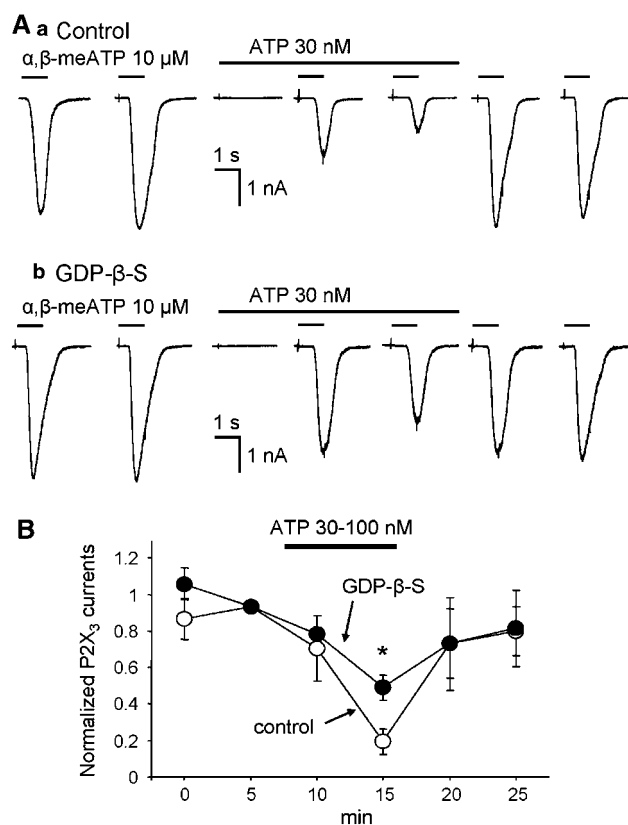 A
a Control
α,β-meATP 10 µM
ATP 30 nM
1 s
1 nA
b GDP-β-S
α,β-meATP 10 µM
ATP 30 nM
1 s
1 nA
B
ATP 30-100 nM
Normalized P2X3 currents
1.2
1
0.8
0.6
0.4
0.2
0
GDP-β-S
*
control
0 5 10 15 20 25
min